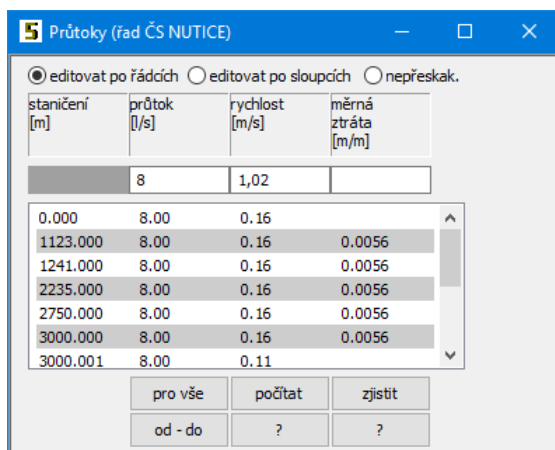 Průtoky (řad ČS NUTICE)
editovat po řádcích editovat po sloupcích nepřeskak.
staničení průtok rychlost měrná
[m] [l/s] [m/s] ztráta
[m/m]
8 1,02
0.000 8.00 0.16
1123.000 8.00 0.16 0.0056
1241.000 8.00 0.16 0.0056
2235.000 8.00 0.16 0.0056
2750.000 8.00 0.16 0.0056
3000.000 8.00 0.16 0.0056
3000.001 8.00 0.11
pro vše počítat zjistit
od - do ? ?